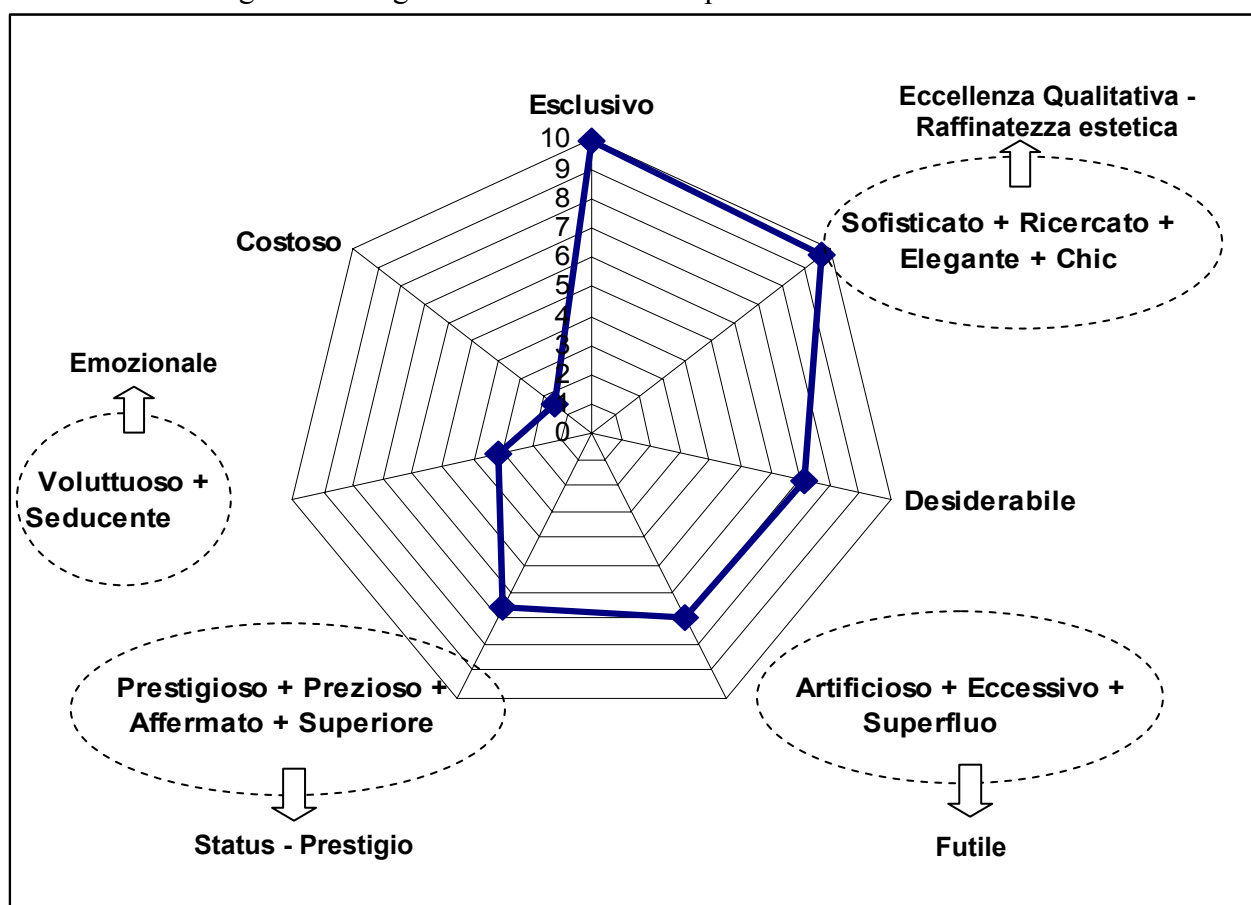 Esclusivo
10
9
8
7
6
5
4
3
2
1
0
Eccellenza Qualitativa -
Raffinatezza estetica
Sofisticato + Ricercato +
Elegante + Chic
Costoso
Desiderabile
Emozionale
Voluttuoso +
Seducente
Prestigioso + Prezioso +
Affermato + Superiore
Artificioso + Eccessivo +
Superfluo
Status - Prestigio
Futile